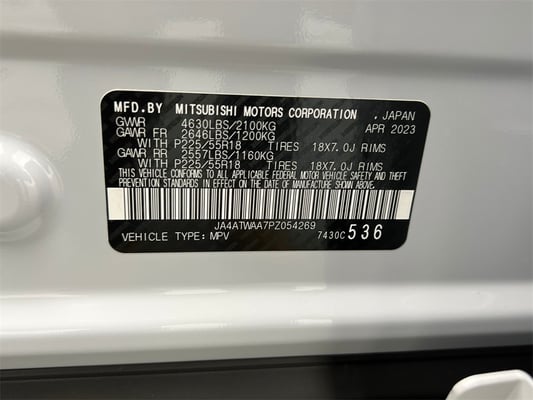 MFD.BY MITSUBISHI MOTORS CORPORATION , JAPAN
GVWR 4630LBS/2100KG APR 2023
GAWR FR 2646LBS/1200KG
WITH P225/55R18 TIRES 18X7.0J RIMS
GAWR RR 2557LBS/1160KG
WITH P225/55R18 TIRES 18X7.0J RIMS
THIS VEHICLE CONFORMS TO ALL APPLICABLE FEDERAL MOTOR VEHICLE SAFETY, BUMPER, AND THEFT
PREVENTION STANDARDS IN EFFECT ON THE DATE OF MANUFACTURE SHOWN ABOVE.
JA4ATWAA7PZ054269
VEHICLE TYPE: MPV 7430C 536